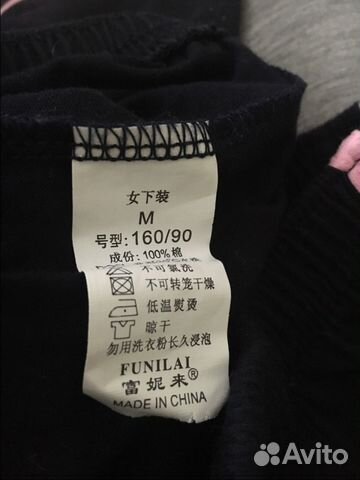 女下装
M
号型:160/90
成份:100%棉
不可氯洗
不可转笼干燥
低温熨烫
晾干
勿用洗衣粉长久浸泡
FUNILAI
富妮来®
MADE IN CHINA
Avito